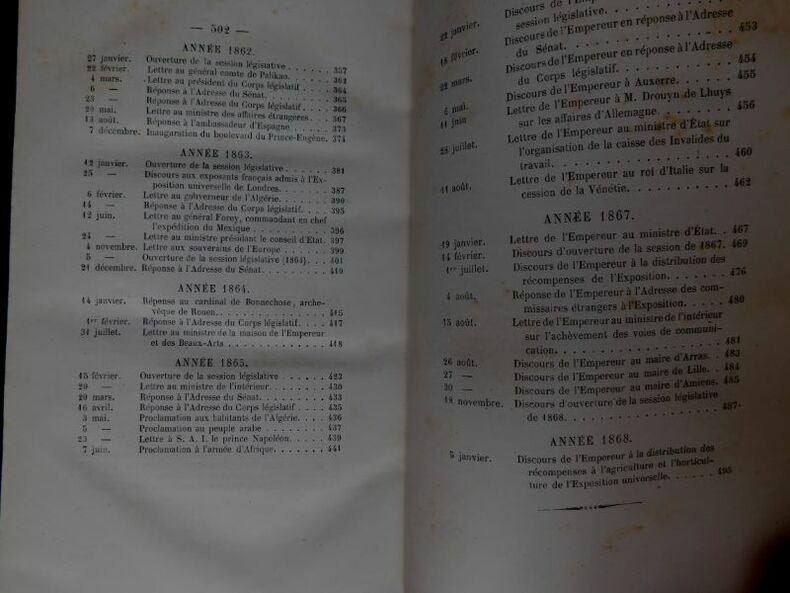 — 502 —
ANNÉE 1862.
27 janvier. Ouverture de la session législative . . . . . . 357
22 février. Lettre au général comte de Palikao. . . . . . 362
4 mars. Lettre au président du Corps législatif . . . . 364
6 — Réponse à l'Adresse du Sénat. . . . . . . . . 365
23 — Réponse à l'Adresse du Corps législatif . . . . 366
20 mai. Lettre au ministre des affaires étrangères. . . 367
13 août. Réponse à l'ambassadeur d'Espagne . . . . . . 373
7 décembre. Inauguration du boulevard du Prince-Eugène. 374
ANNÉE 1863.
12 janvier. Ouverture de la session législative . . . . . . 381
25 — Discours aux exposants français admis à l'Ex-
position universelle de Londres. . . . . . . . 387
6 février. Lettre au gouverneur de l'Algérie. . . . . . . 390
14 — Réponse à l'Adresse du Corps législatif. . . . . 395
12 juin. Lettre au général Forey, commandant en chef
l'expédition du Mexique . . . . . . . . . . . 396
24 — Lettre au ministre présidant le conseil d'État. 397
4 novembre. Lettre aux souverains de l'Europe . . . . . . 399
5 — Ouverture de la session législative (1864). . . 401
21 décembre. Réponse à l'Adresse du Sénat. . . . . . . . . 410
ANNÉE 1864.
14 janvier. Réponse au cardinal de Bonnechose, arche-
vêque de Rouen. . . . . . . . . . . . . . . 415
1er février. Réponse à l'Adresse du Corps législatif. . . . 417
31 juillet. Lettre au ministre de la maison de l'Empereur
et des Beaux-Arts . . . . . . . . . . . . . . 418
ANNÉE 1865.
15 février. Ouverture de la session législative . . . . . . 423
20 — Lettre au ministre de l'intérieur. . . . . . . . 430
20 mars. Réponse à l'Adresse du Sénat. . . . . . . . . 433
16 avril. Réponse à l'Adresse du Corps législatif . . . . 435
3 mai. Proclamation aux habitants de l'Algérie. . . . 436
5 — Proclamation au peuple arabe . . . . . . . . 437
23 — Lettre à S. A. I. le prince Napoléon. . . . . . 439
7 juin. Proclamation à l'armée d'Afrique. . . . . . . 441
22 janvier. Discours de l'Empereur
session législative. . . .
18 février. Discours de l'Empereur en réponse à l'Adresse
du Sénat. . . . . . . . . . . . . . . 453
22 mars. Discours de l'Empereur en réponse à l'Adresse
du Corps législatif. . . . . . . . . . . 454
6 mai. Discours de l'Empereur à Auxerre. . . . . . 455
11 juin Lettre de l'Empereur à M. Drouyn de Lhuys
sur les affaires d'Allemagne. . . . . . . . 456
28 juillet. Lettre de l'Empereur au ministre d'État sur
l'organisation de la caisse des Invalides du
travail. . . . . . . . . . . . . . . . . 460
11 août. Lettre de l'Empereur au roi d'Italie sur la
cession de la Vénétie. . . . . . . . . . . 462
ANNÉE 1867.
19 janvier. Lettre de l'Empereur au ministre d'État. . 467
14 février. Discours d'ouverture de la session de 1867. 469
1er juillet. Discours de l'Empereur à la distribution des
récompenses de l'Exposition. . . . . . . . 476
4 août. Réponse de l'Empereur à l'Adresse des com-
missaires étrangers à l'Exposition. . . . . 480
15 août. Lettre de l'Empereur au ministre de l'intérieur
sur l'achèvement des voies de communi-
cation. . . . . . . . . . . . . . . . . . 481
26 août. Discours de l'Empereur au maire d'Arras. . 483
27 — Discours de l'Empereur au maire de Lille. . 484
30 — Discours de l'Empereur au maire d'Amiens. 485
18 novembre. Discours d'ouverture de la session législative
de 1868. . . . . . . . . . . . . . . . . 487
ANNÉE 1868.
5 janvier. Discours de l'Empereur à la distribution des
récompenses à l'agriculture et l'horticul-
ture de l'Exposition universelle. . . . . . 495